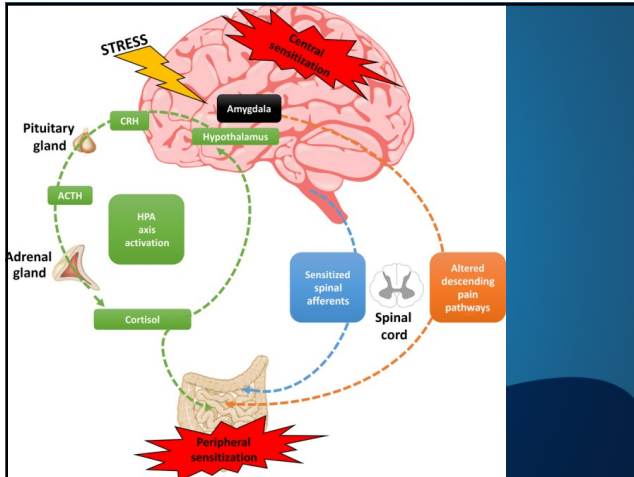 STRESS
Central
sensitization
Amygdala
CRH
Hypothalamus
Pituitary
gland
ACTH
HPA
axis
activation
Adrenal
gland
Cortisol
Sensitized
spinal
afferents
Spinal
cord
Altered
descending
pain
pathways
Peripheral
sensitization